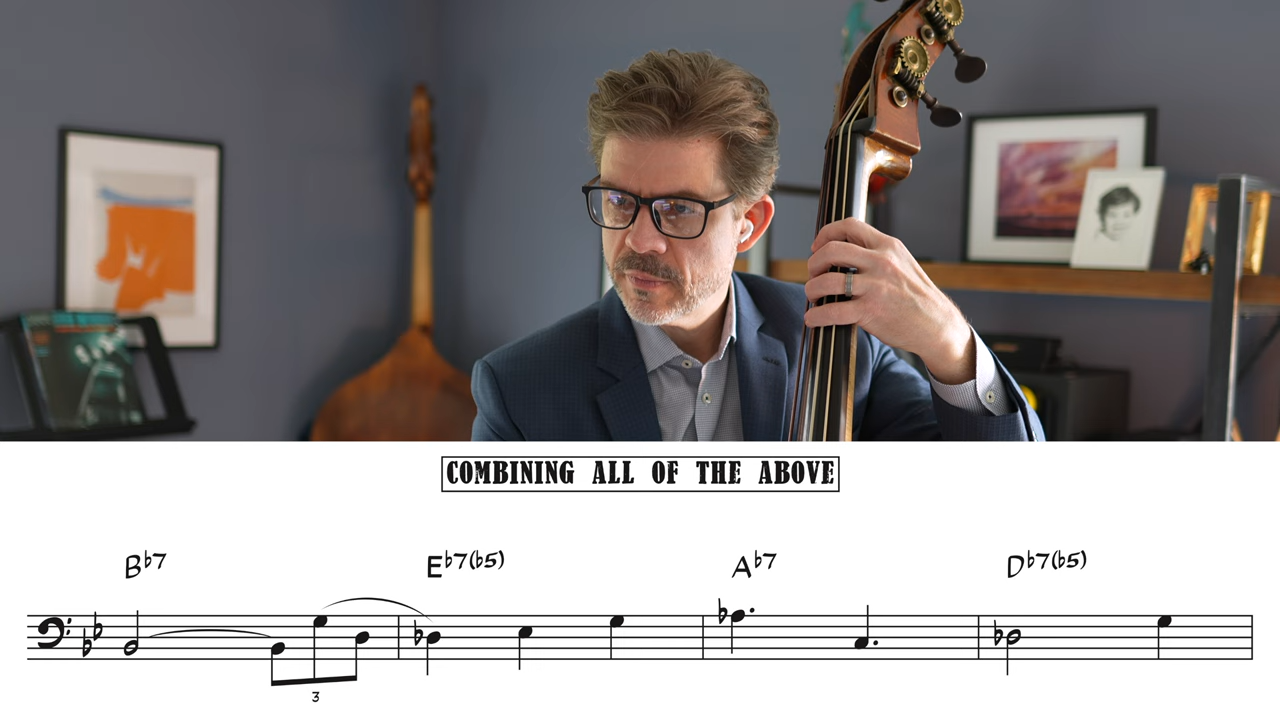 COMBINING ALL OF THE ABOVE
B♭7 E♭7(♭5) A♭7 D♭7(♭5)
3